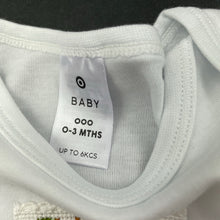 BABY
000
0-3 MTHS
UP TO 6KGS